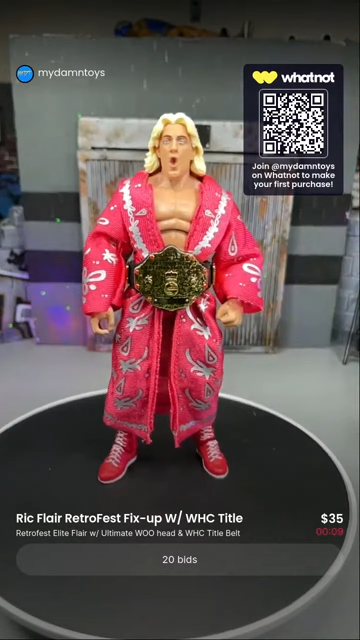 mydamntoys
whatnot
Join @mydamntoys
on Whatnot to make
your first purchase!
Ric Flair RetroFest Fix-up W/ WHC Title
$35
Retrofest Elite Flair w/ Ultimate WOO head & WHC Title Belt
00:09
20 bids